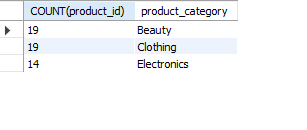 COUNT(product_id) product_category
19 Beauty
19 Clothing
14 Electronics